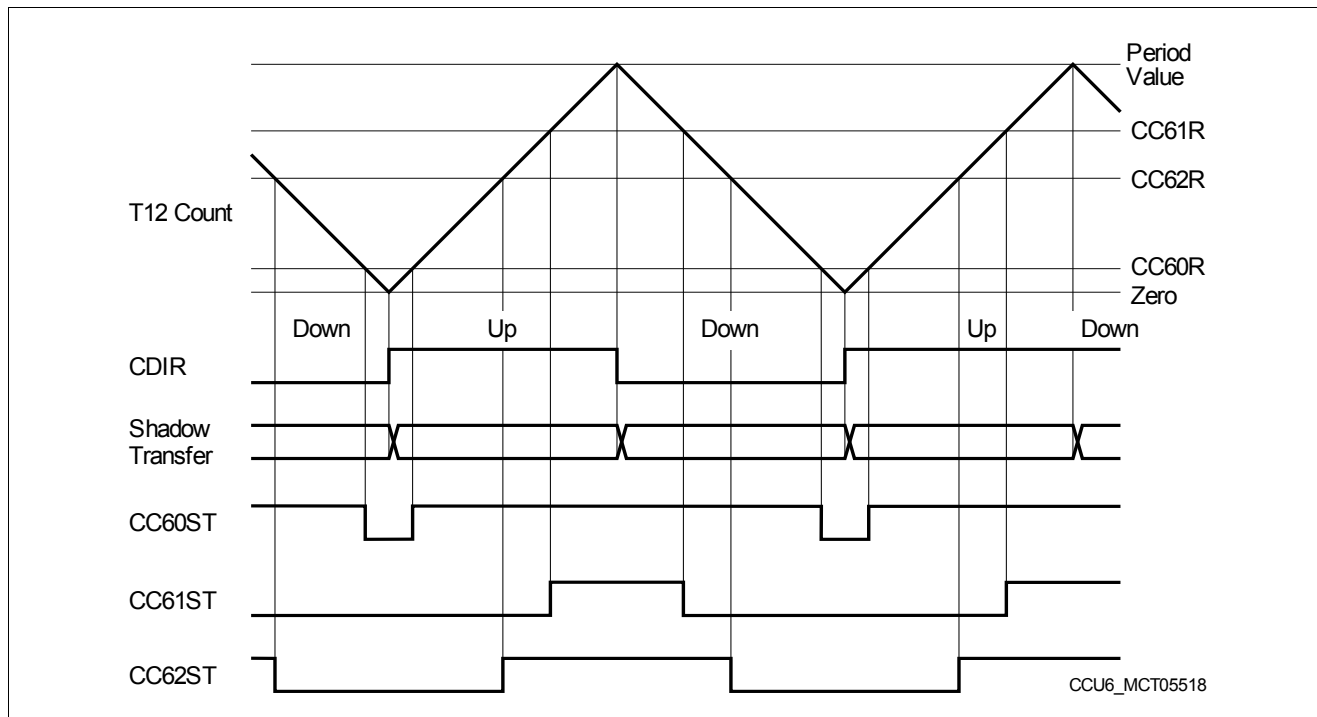 Period
Value
CC61R
CC62R
T12 Count
CC60R
Zero
Down Up Down Up Down
CDIR
Shadow
Transfer
CC60ST
CC61ST
CC62ST
CCU6_MCT05518